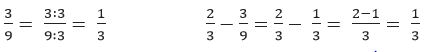 3/9 = 3:3/9:3 = 1/3     2/3 − 3/9 = 2/3 − 1/3 = 2−1/3 = 1/3